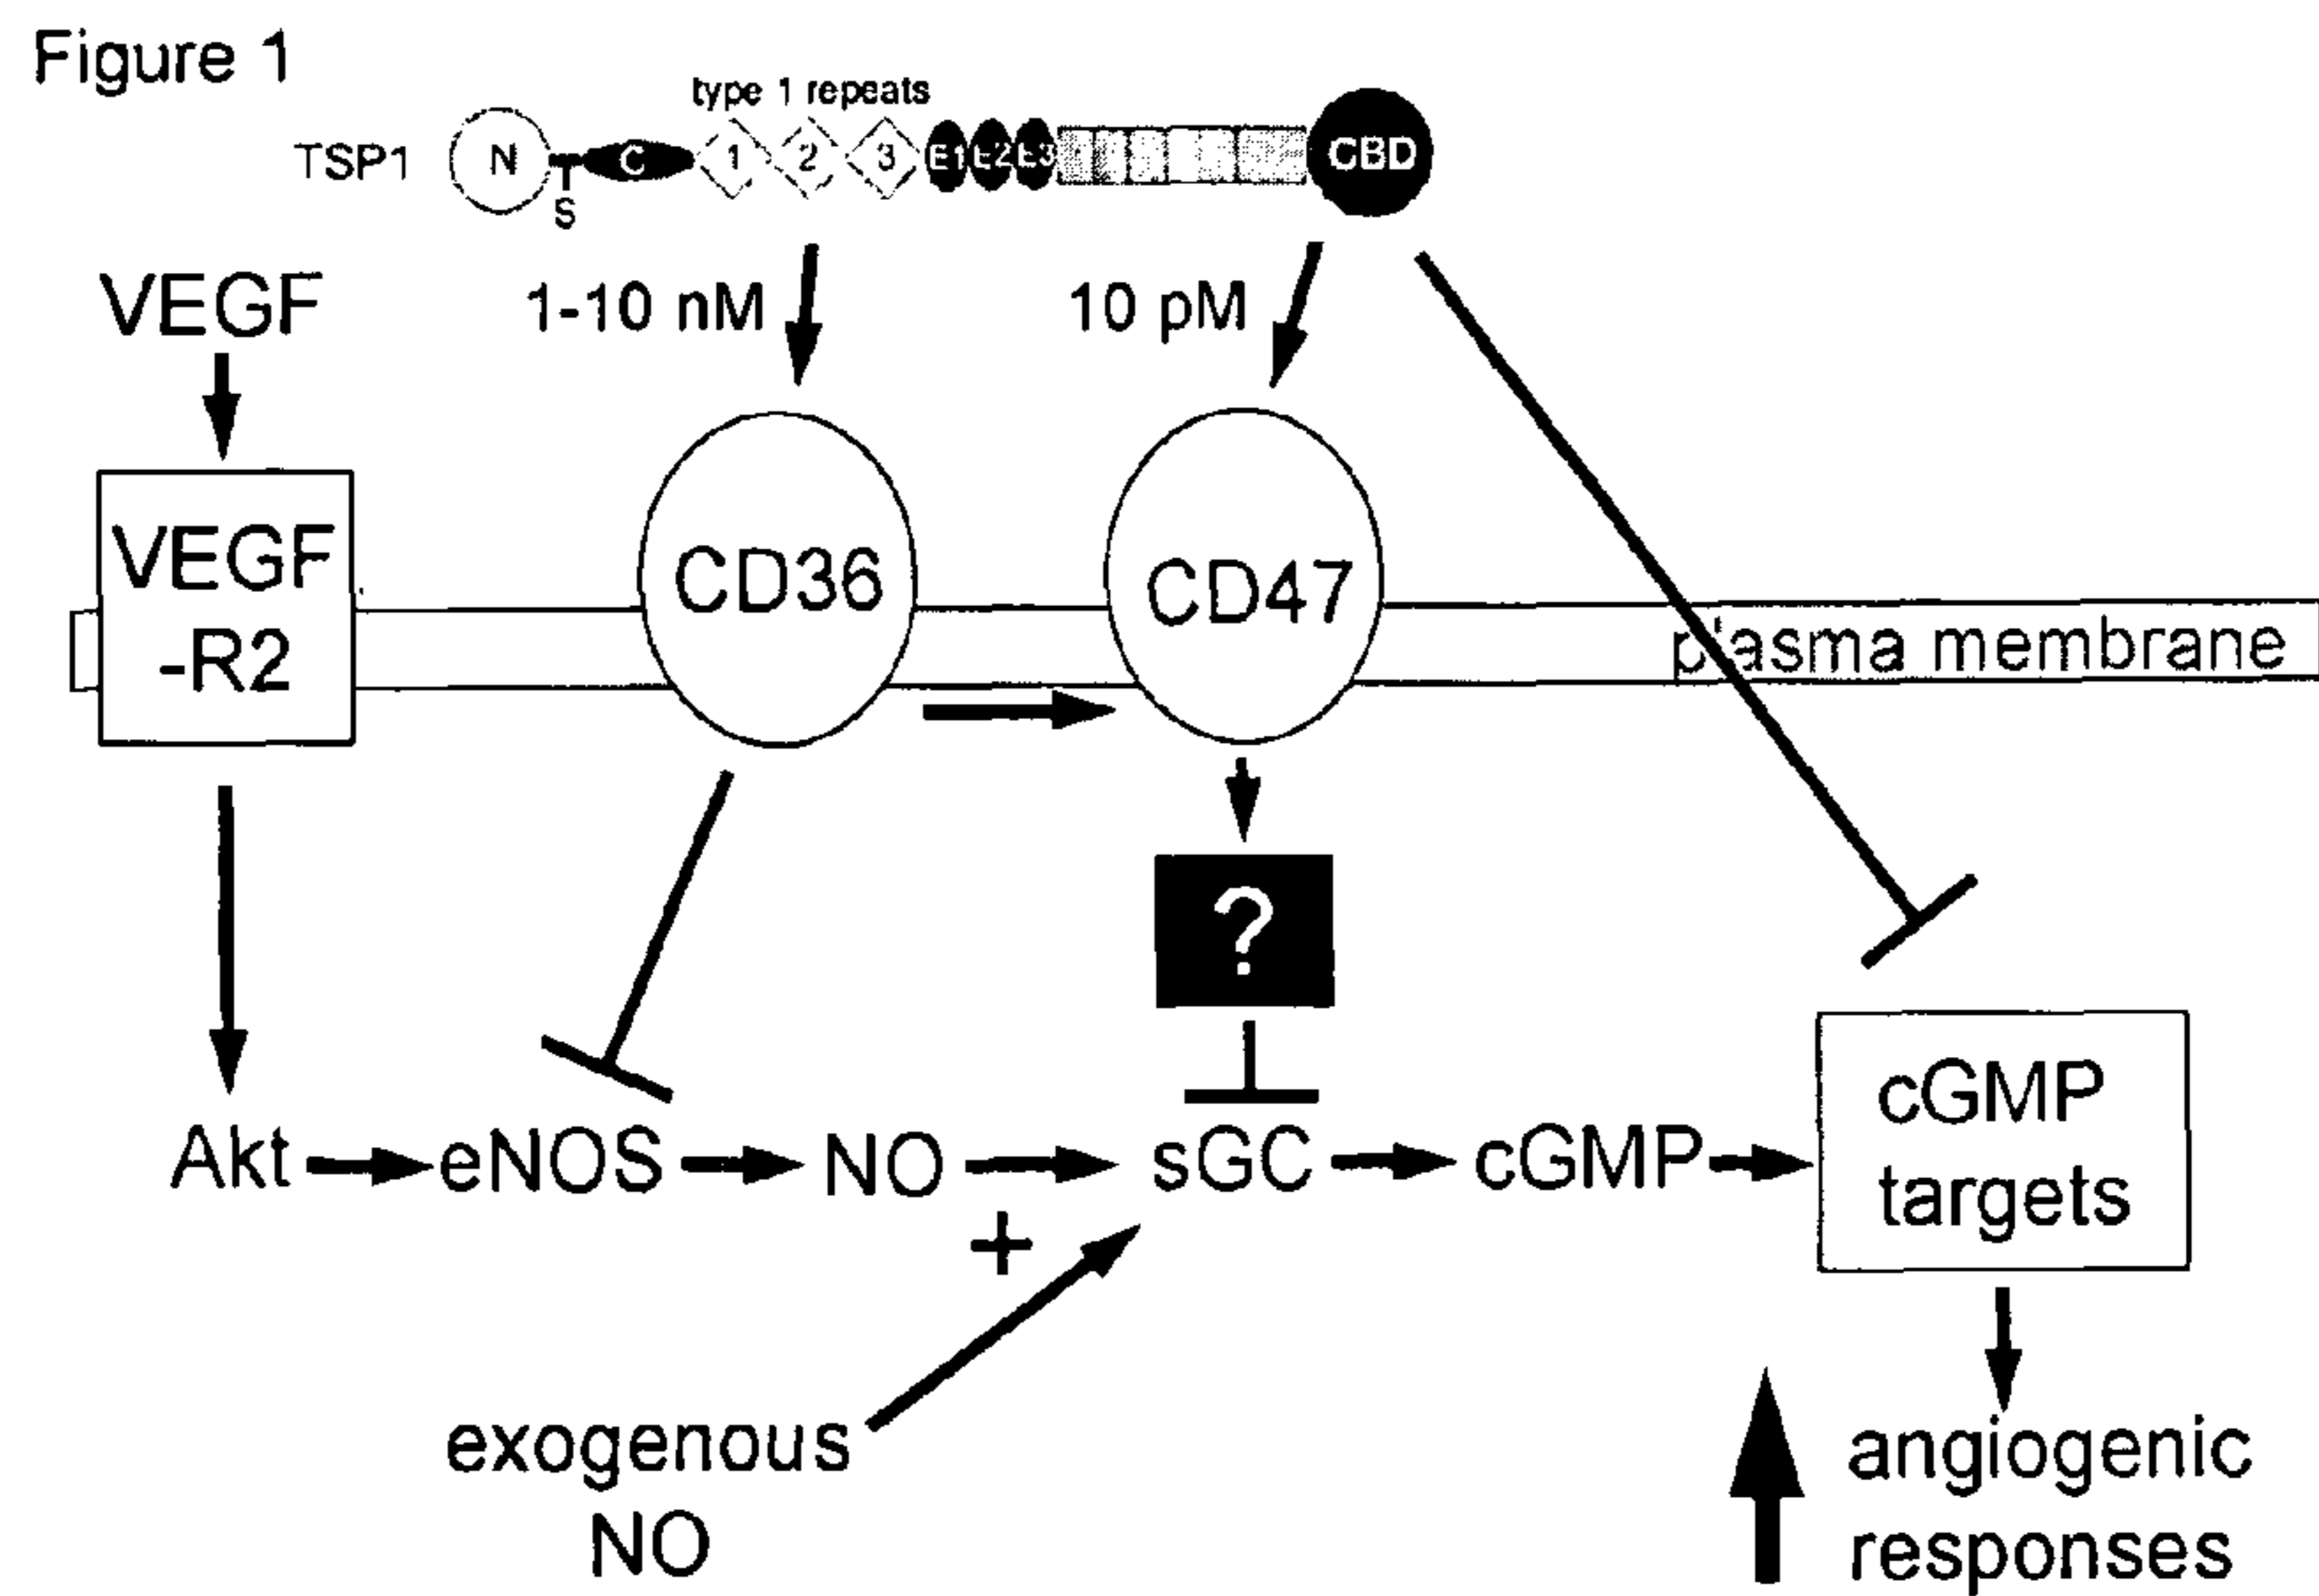 Figure 1
type 1 repeats
TSP1 N C 1 2 3 E1 E2 E3 CBD
S
VEGF 1-10 nM 10 pM
VEGF
-R2
CD36 CD47
plasma membrane
?
Akt eNOS NO sGC cGMP
cGMP
targets
+
exogenous
NO
angiogenic
responses